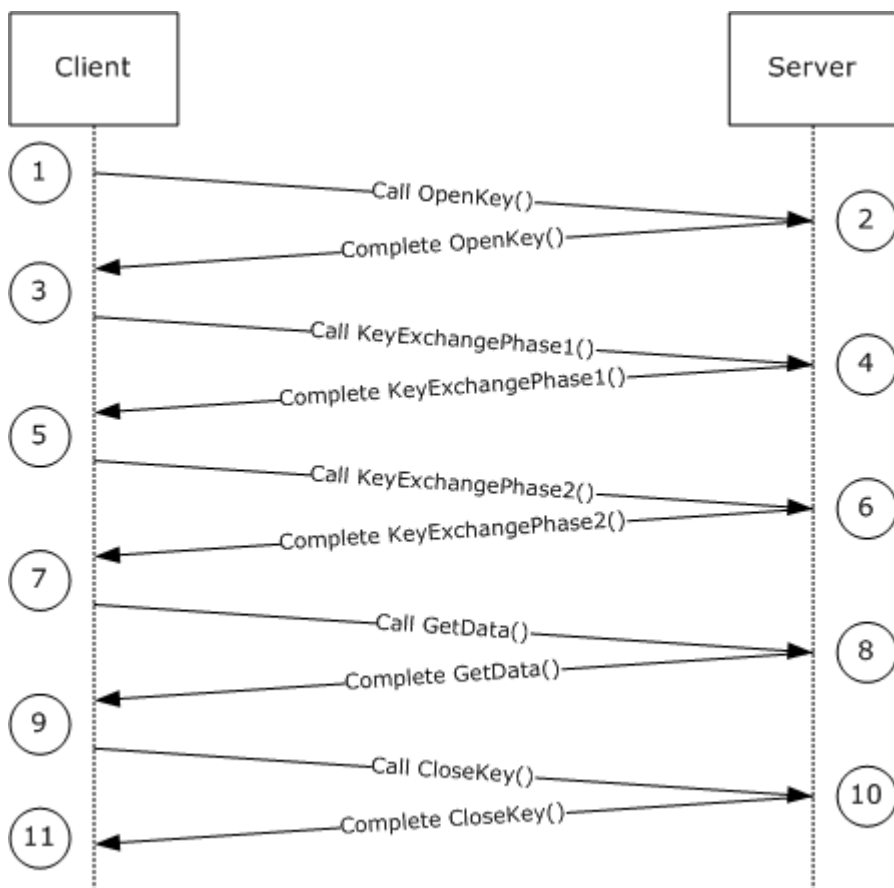 Client
Server
1
Call OpenKey()
2
Complete OpenKey()
3
Call KeyExchangePhase1()
4
Complete KeyExchangePhase1()
5
Call KeyExchangePhase2()
6
Complete KeyExchangePhase2()
7
Call GetData()
8
Complete GetData()
9
Call CloseKey()
10
Complete CloseKey()
11